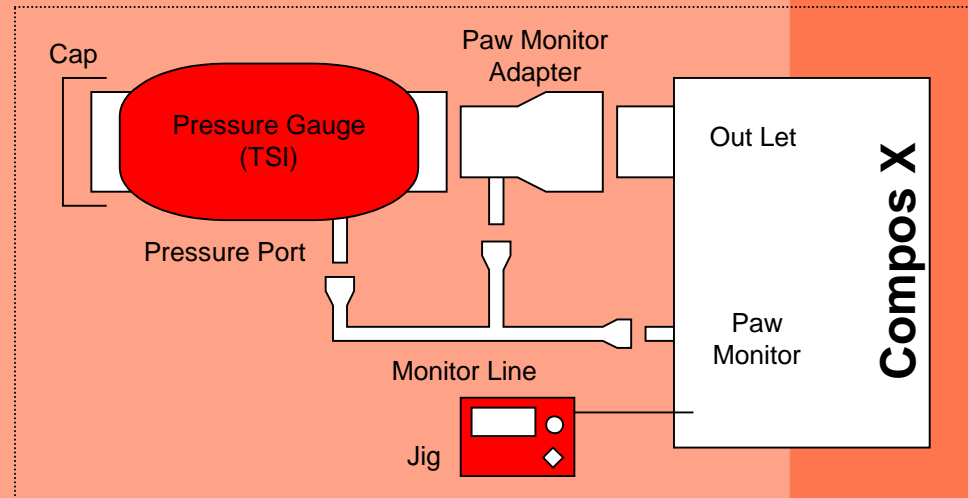 Cap
Paw Monitor
Adapter
Pressure Gauge
(TSI)
Out Let
Compos X
Pressure Port
Paw
Monitor
Monitor Line
Jig